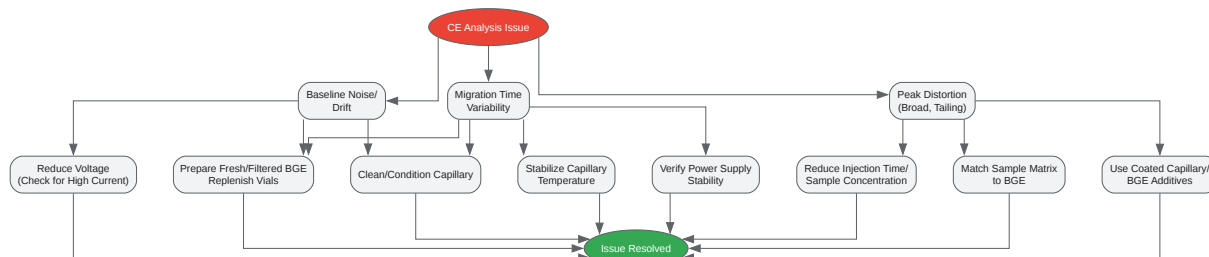 CE Analysis Issue
Baseline Noise/
Drift
Migration Time
Variability
Peak Distortion
(Broad, Tailing)
Reduce Voltage
(Check for High Current)
Prepare Fresh/Filtered BGE
Replenish Vials
Clean/Condition Capillary
Stabilize Capillary
Temperature
Verify Power Supply
Stability
Reduce Injection Time/
Sample Concentration
Match Sample Matrix
to BGE
Use Coated Capillary/
BGE Additives
Issue Resolved